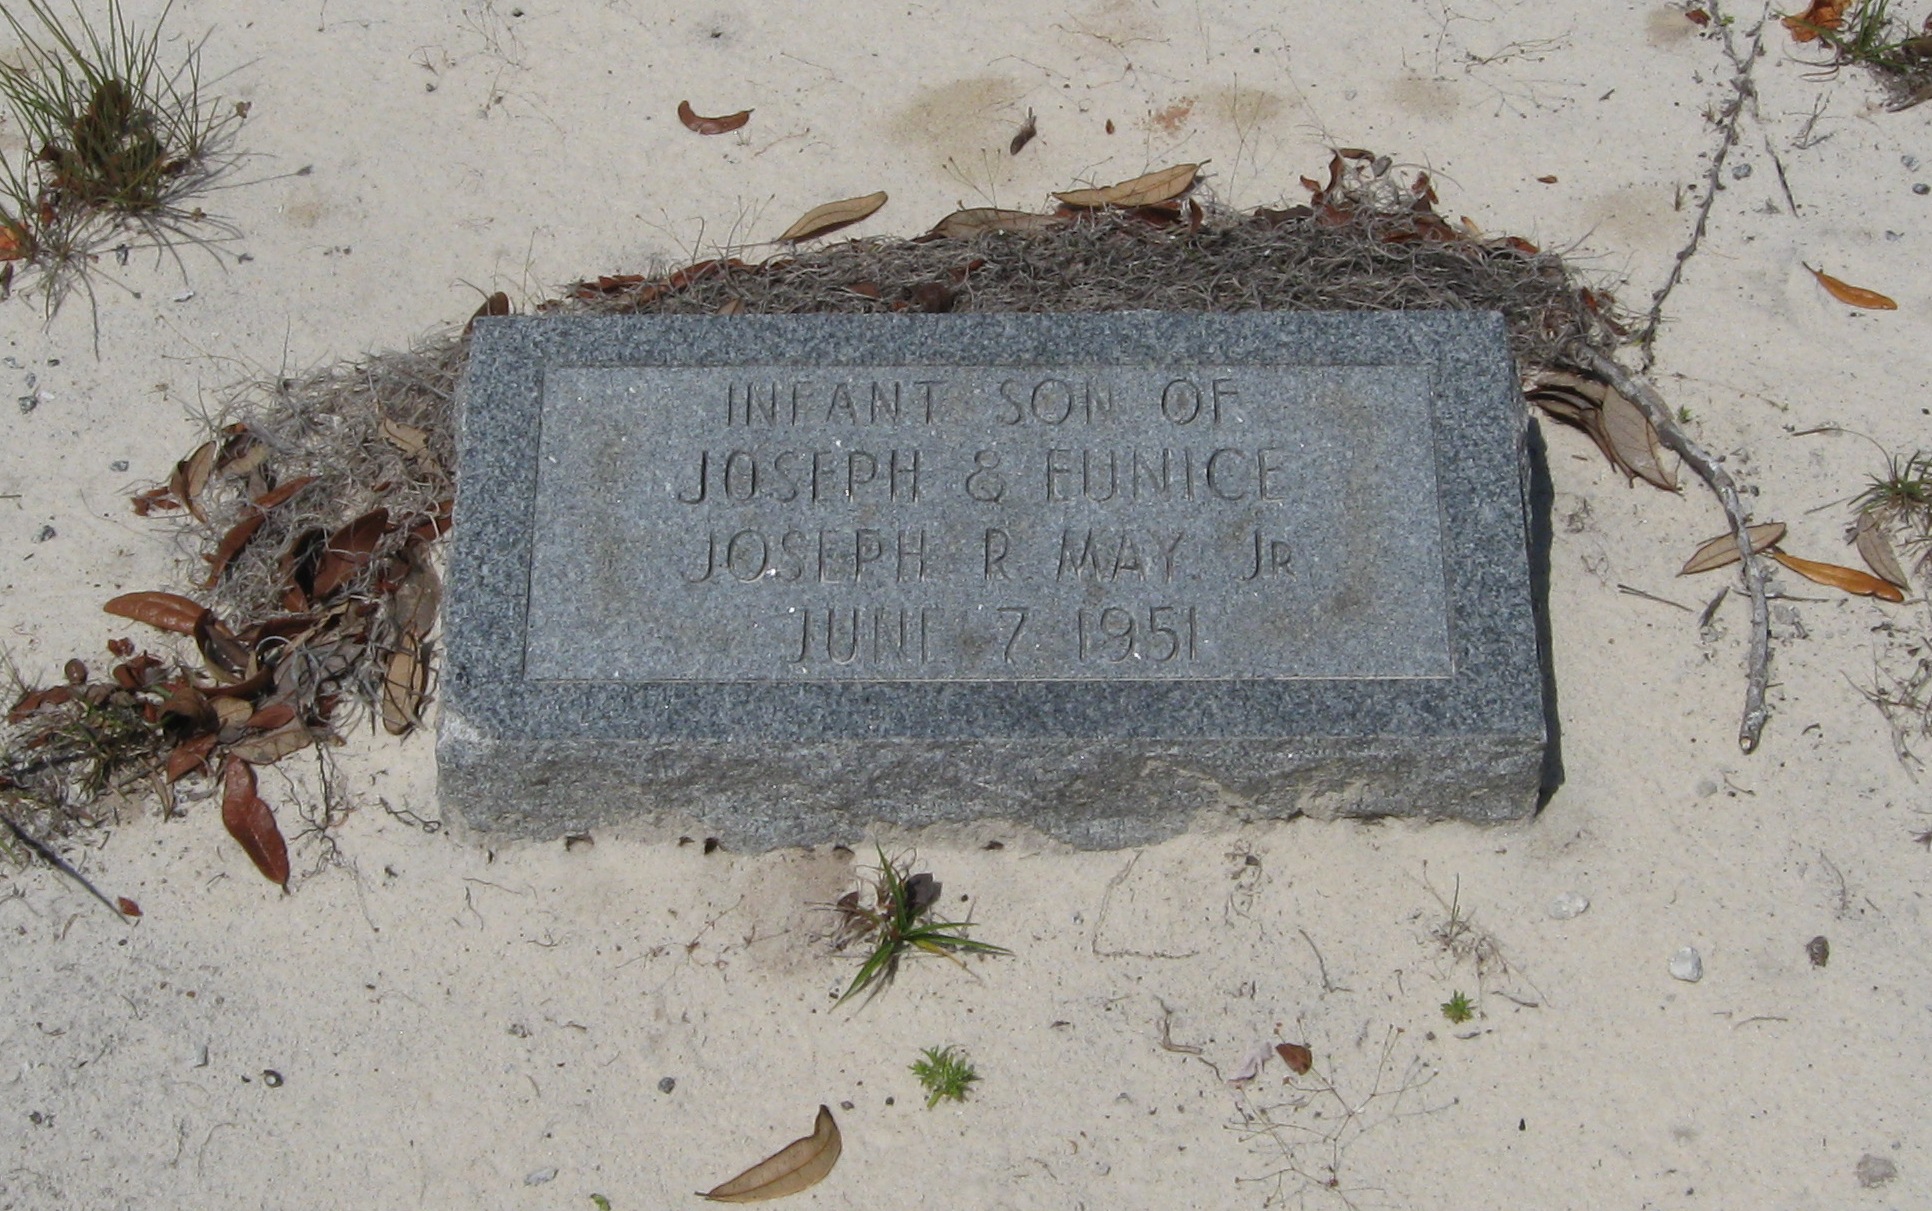 INFANT SON OF
JOSEPH & EUNICE
JOSEPH R MAY JR
JUNE 7 1951